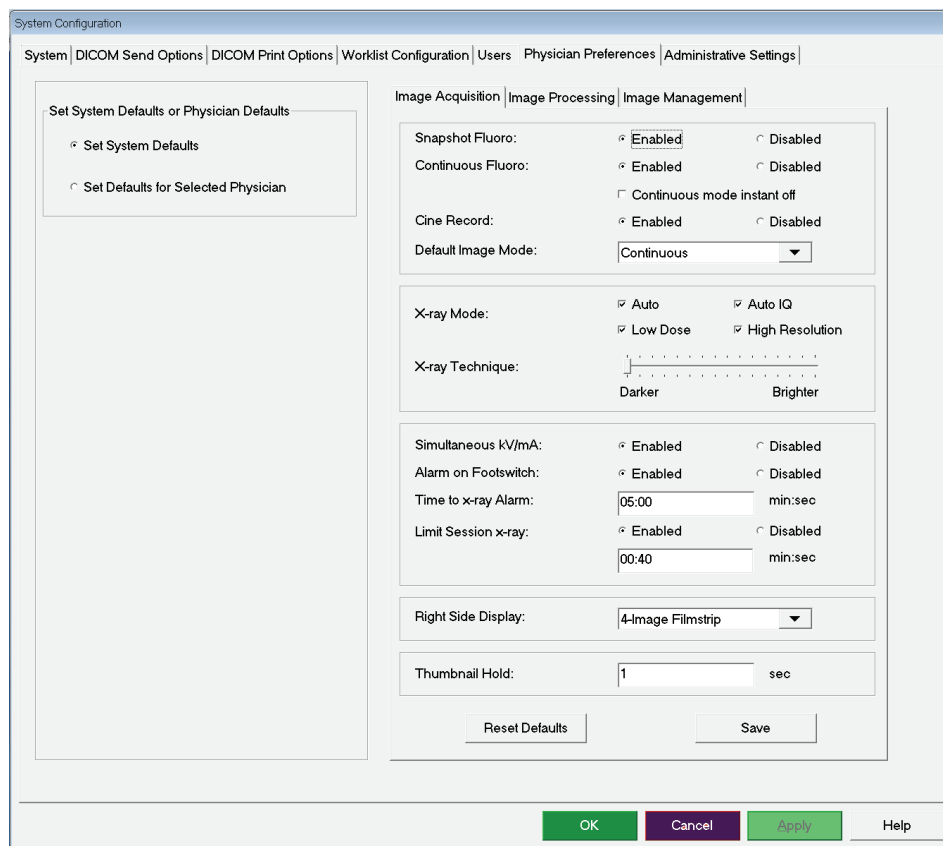 System Configuration
System DICOM Send Options DICOM Print Options Worklist Configuration Users Physician Preferences Administrative Settings
Set System Defaults or Physician Defaults
Set System Defaults
Set Defaults for Selected Physician
Image Acquisition Image Processing Image Management
Snapshot Fluoro: Enabled Disabled
Continuous Fluoro: Enabled Disabled
Continuous mode instant off
Cine Record: Enabled Disabled
Default Image Mode: Continuous
X-ray Mode: Auto Auto IQ
Low Dose High Resolution
X-ray Technique:
Darker Brighter
Simultaneous kV/mA: Enabled Disabled
Alarm on Footswitch: Enabled Disabled
Time to x-ray Alarm: 05:00 min:sec
Limit Session x-ray: Enabled Disabled
00:40 min:sec
Right Side Display: 4-Image Filmstrip
Thumbnail Hold: 1 sec
Reset Defaults Save
OK Cancel Apply Help